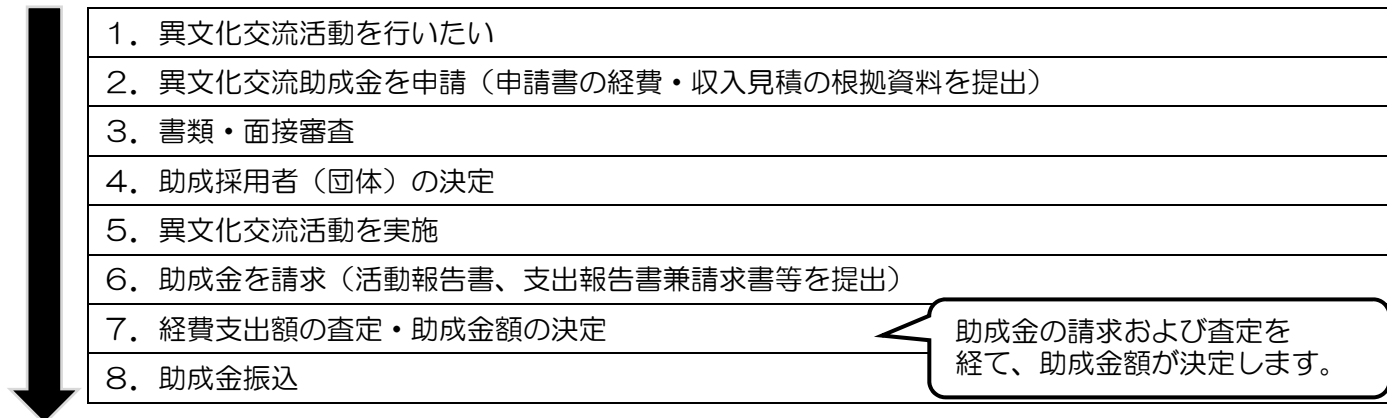 １．異文化交流活動を行いたい
２．異文化交流助成金を申請（申請書の経費・収入見積の根拠資料を提出）
３．書類・面接審査
４．助成採用者（団体）の決定
５．異文化交流活動を実施
６．助成金を請求（活動報告書、支出報告書兼請求書等を提出）
７．経費支出額の査定・助成金額の決定
助成金の請求および査定を
経て、助成金額が決定します。
８．助成金振込